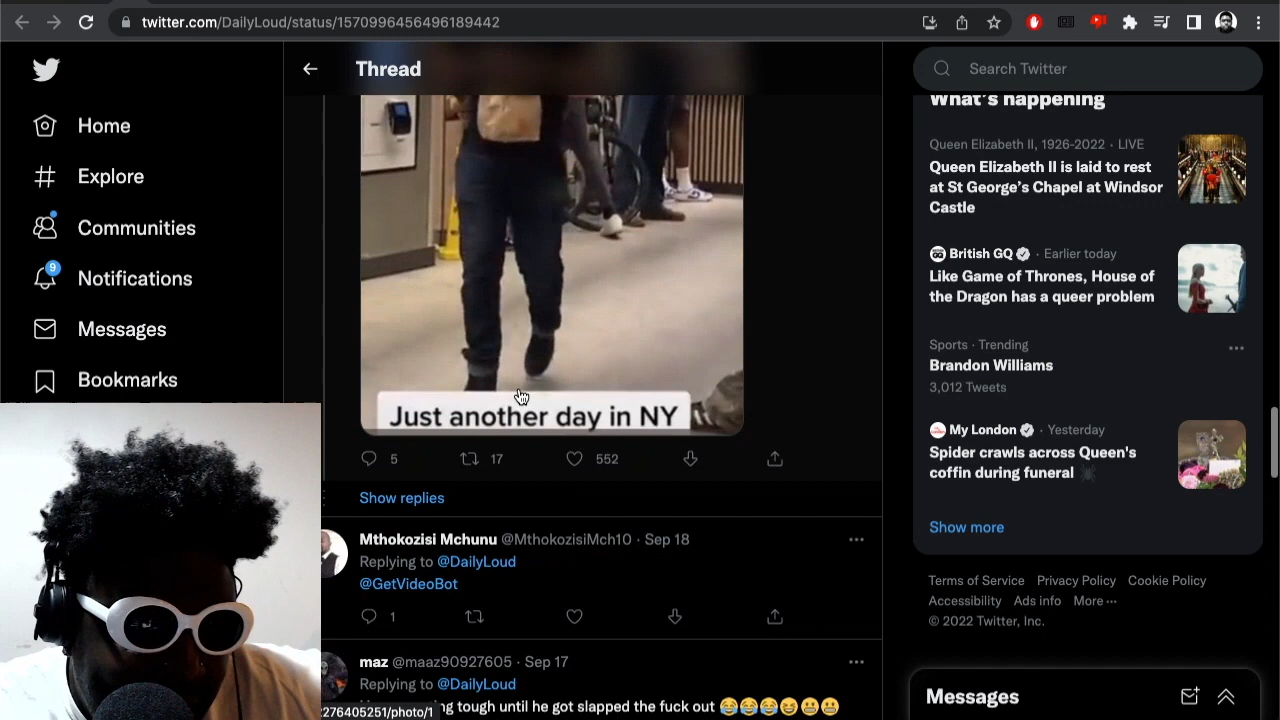 twitter.com/DailyLoud/status/1570996456496189442
Home
Explore
Communities
9
Notifications
Messages
Bookmarks
Thread
Just another day in NY
5
17
552
Show replies
Mthokozisi Mchunu @MthokozisiMch10 · Sep 18
Replying to @DailyLoud
@GetVideoBot
1
maz @maaz90927605 · Sep 17
Replying to @DailyLoud
tough until he got slapped the fuck out 😂😂😂😆😬😬
276405251/photo/1
Search Twitter
What's happening
Queen Elizabeth II, 1926-2022 · LIVE
Queen Elizabeth II is laid to rest
at St George's Chapel at Windsor
Castle
British GQ · Earlier today
Like Game of Thrones, House of
the Dragon has a queer problem
Sports · Trending
Brandon Williams
3,012 Tweets
My London · Yesterday
Spider crawls across Queen's
coffin during funeral 🕷
Show more
Terms of Service Privacy Policy Cookie Policy
Accessibility Ads info More ···
© 2022 Twitter, Inc.
Messages